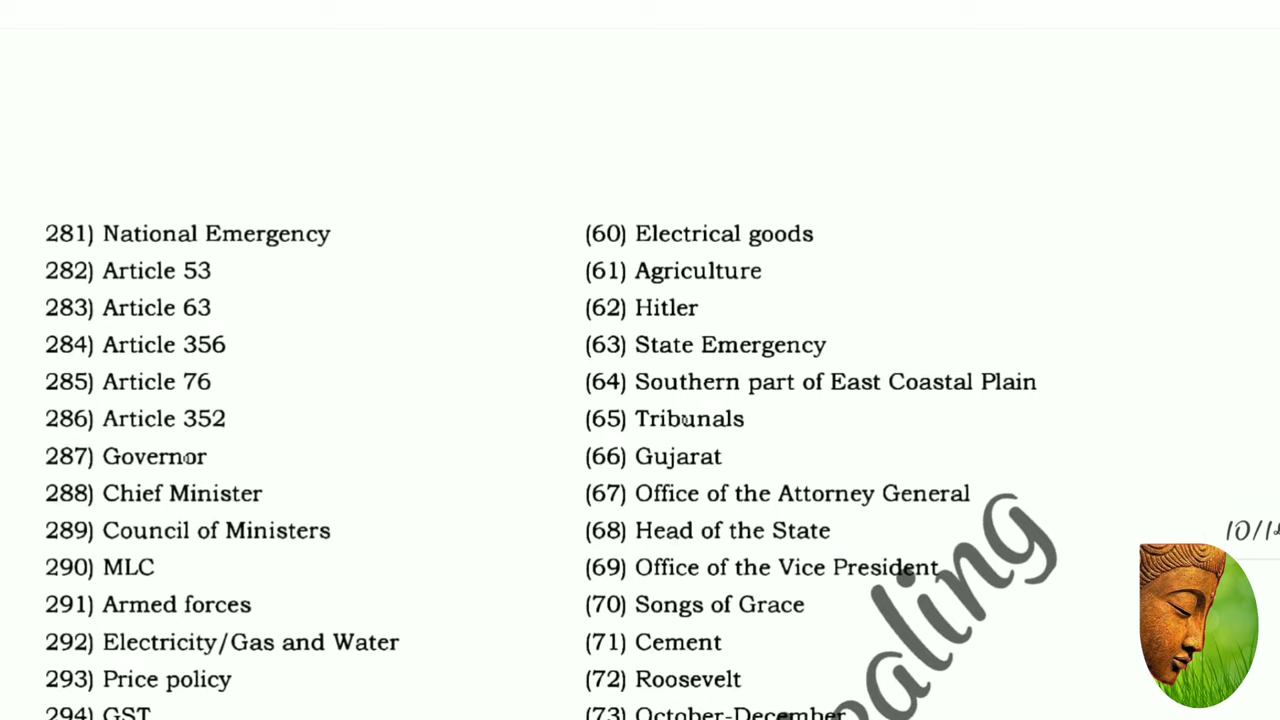 281) National Emergency
282) Article 53
283) Article 63
284) Article 356
285) Article 76
286) Article 352
287) Governor
288) Chief Minister
289) Council of Ministers
290) MLC
291) Armed forces
292) Electricity/Gas and Water
293) Price policy
294) GST
(60) Electrical goods
(61) Agriculture
(62) Hitler
(63) State Emergency
(64) Southern part of East Coastal Plain
(65) Tribunals
(66) Gujarat
(67) Office of the Attorney General
(68) Head of the State
(69) Office of the Vice President
(70) Songs of Grace
(71) Cement
(72) Roosevelt
(73) October-December